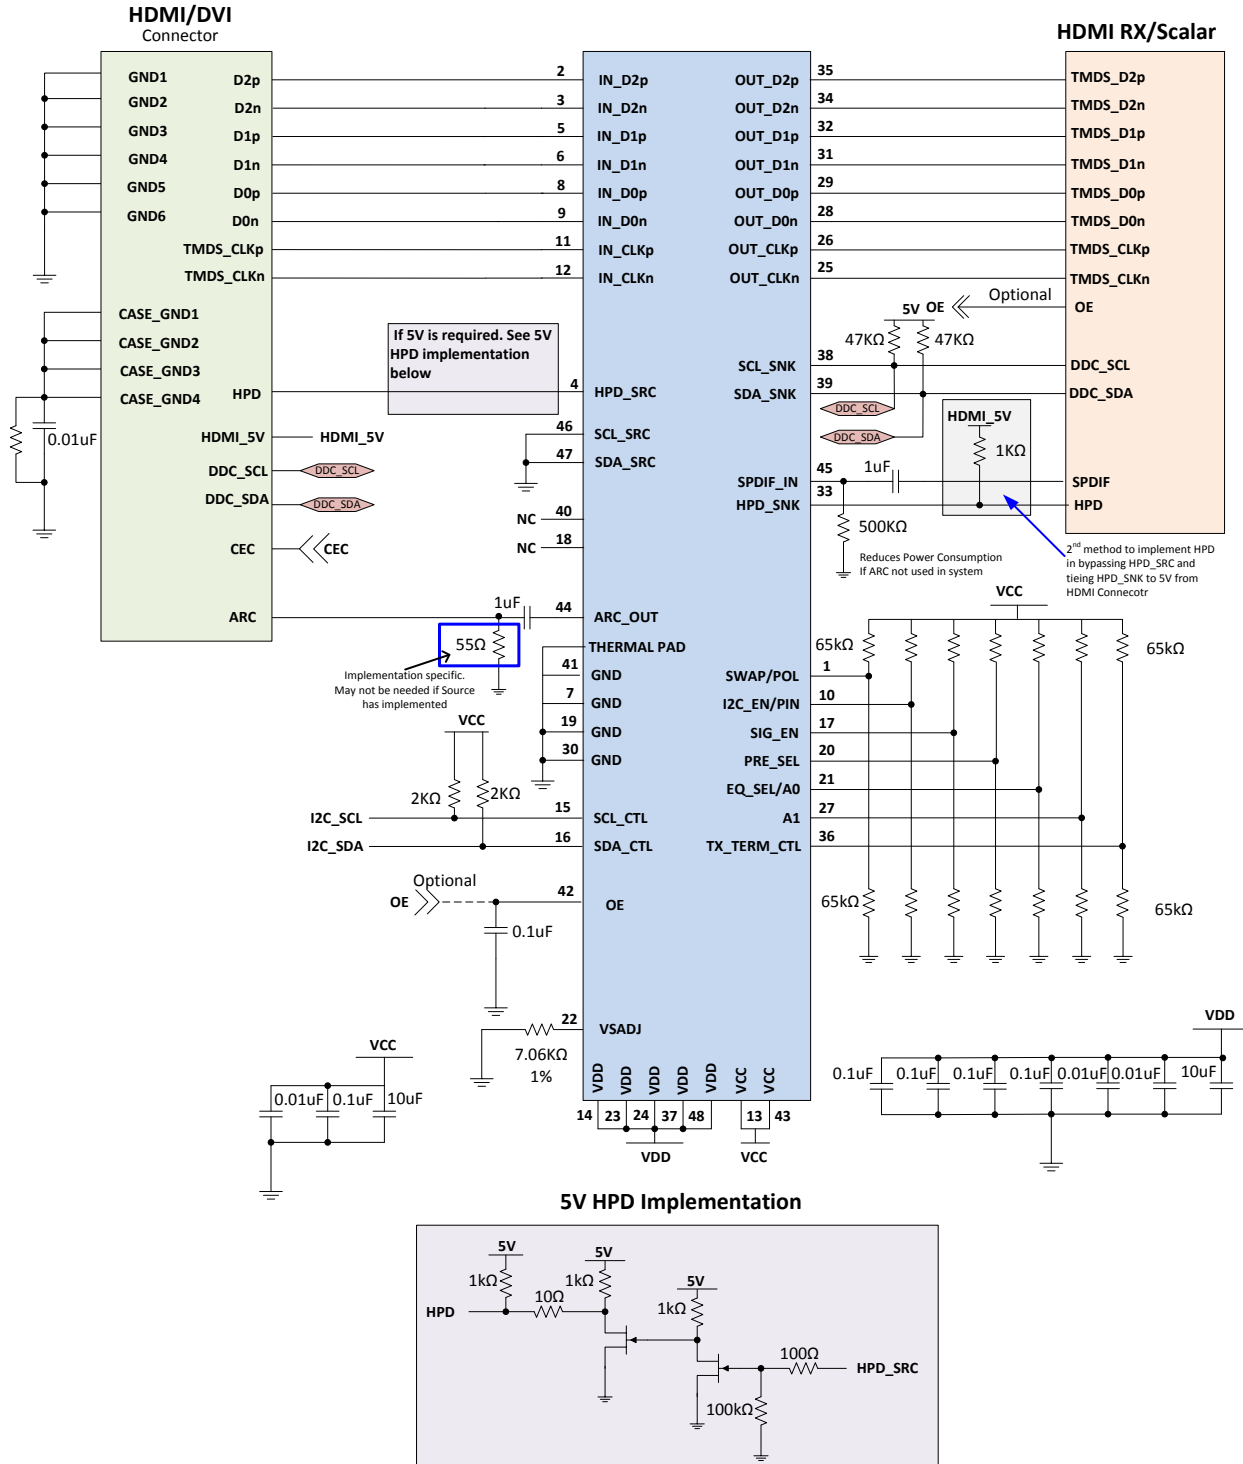 HDMI/DVI
Connector
HDMI RX/Scalar
GND1
GND2
GND3
GND4
GND5
GND6
CASE_GND1
CASE_GND2
CASE_GND3
CASE_GND4
0.01uF
D2p
D2n
D1p
D1n
D0p
D0n
TMDS_CLKp
TMDS_CLKn
HPD
HDMI_5V
HDMI_5V
DDC_SCL
DDC_SCL
DDC_SDA
DDC_SDA
CEC
CEC
ARC
If 5V is required. See 5V
HPD implementation
below
2
3
5
6
8
9
11
12
4
46
47
40
NC
18
NC
1uF
44
55Ω
Implementation specific.
May not be needed if Source
has implemented
41
7
19
30
VCC
2KΩ
2KΩ
I2C_SCL
15
I2C_SDA
16
Optional
OE
42
0.1uF
22
7.06KΩ
1%
IN_D2p
IN_D2n
IN_D1p
IN_D1n
IN_D0p
IN_D0n
IN_CLKp
IN_CLKn
HPD_SRC
SCL_SRC
SDA_SRC
ARC_OUT
THERMAL PAD
GND
GND
GND
GND
SCL_CTL
SDA_CTL
OE
VSADJ
OUT_D2p
OUT_D2n
OUT_D1p
OUT_D1n
OUT_D0p
OUT_D0n
OUT_CLKp
OUT_CLKn
SCL_SNK
SDA_SNK
SPDIF_IN
HPD_SNK
SWAP/POL
I2C_EN/PIN
SIG_EN
PRE_SEL
EQ_SEL/A0
A1
TX_TERM_CTL
35
34
32
31
29
28
26
25
5V
OE
Optional
47KΩ
47KΩ
38
39
DDC_SCL
DDC_SDA
HDMI_5V
1KΩ
45
1uF
33
500KΩ
Reduces Power Consumption
If ARC not used in system
2nd method to implement HPD
in bypassing HPD_SRC and
tieing HPD_SNK to 5V from
HDMI Connecotr
TMDS_D2p
TMDS_D2n
TMDS_D1p
TMDS_D1n
TMDS_D0p
TMDS_D0n
TMDS_CLKp
TMDS_CLKn
OE
DDC_SCL
DDC_SDA
SPDIF
HPD
VCC
65kΩ
65kΩ
1
10
17
20
21
27
36
65kΩ
65kΩ
VDD
VDD
VDD
VDD
VDD
VCC
VCC
14
23
24
37
48
13
43
VDD
VCC
VCC
0.01uF
0.1uF
10uF
VDD
0.1uF
0.1uF
0.1uF
0.1uF
0.01uF
0.01uF
10uF
5V HPD Implementation
5V
5V
5V
1kΩ
1kΩ
1kΩ
10Ω
HPD
100Ω
HPD_SRC
100kΩ